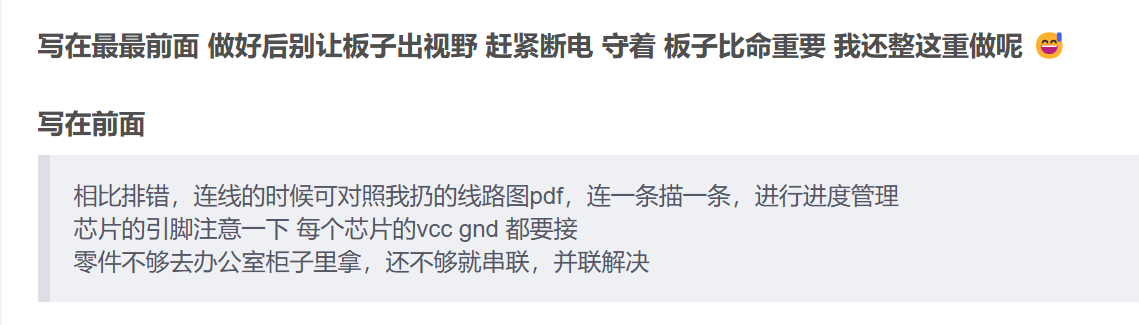 写在最最前面 做好后别让板子出视野 赶紧断电 守着 板子比命重要 我还整这重做呢 😅
写在前面
相比排错，连线的时候可对照我扔的线路图pdf，连一条描一条，进行进度管理
芯片的引脚注意一下 每个芯片的vcc gnd 都要接
零件不够去办公室柜子里拿，还不够就串联，并联解决